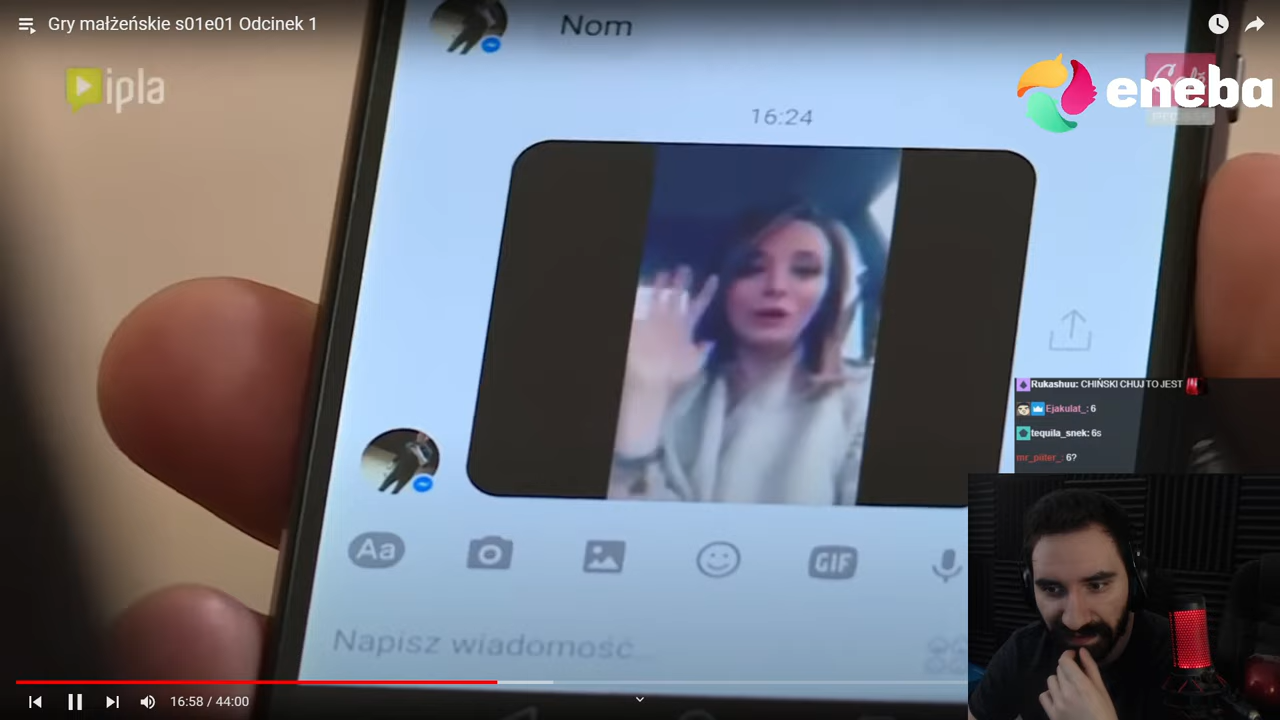 Gry małżeńskie s01e01 Odcinek 1
ipla
eneba
Nom
16:24
Rukashuu: CHIŃSKI CHUJ TO JEST
Ejakulat_: 6
tequila_snek: 6s
mr_piiter_: 6?
Aa
GIF
Napisz wiadomość...
16:58 / 44:00